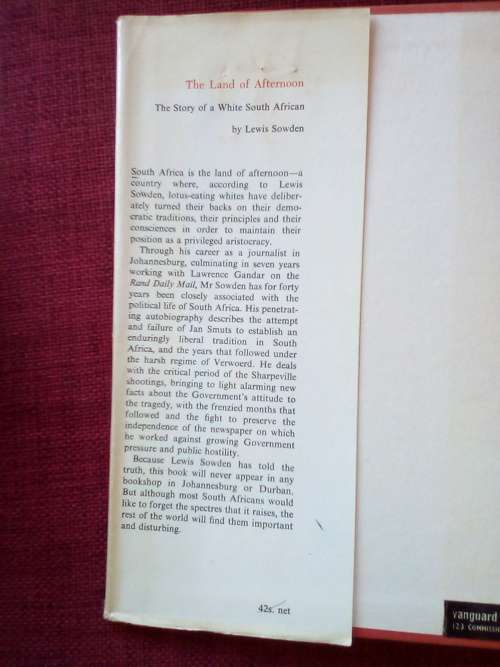 The Land of Afternoon
The Story of a White South African
by Lewis Sowden
South Africa is the land of afternoon—a
country where, according to Lewis
Sowden, lotus-eating whites have deliber-
ately turned their backs on their demo-
cratic traditions, their principles and their
consciences in order to maintain their
position as a privileged aristocracy.
Through his career as a journalist in
Johannesburg, culminating in seven years
working with Lawrence Gandar on the
Rand Daily Mail, Mr Sowden has for forty
years been closely associated with the
political life of South Africa. His penetrat-
ing autobiography describes the attempt
and failure of Jan Smuts to establish an
enduringly liberal tradition in South
Africa, and the years that followed under
the harsh regime of Verwoerd. He deals
with the critical period of the Sharpeville
shootings, bringing to light alarming new
facts about the Government's attitude to
the tragedy, with the frenzied months that
followed and the fight to preserve the
independence of the newspaper on which
he worked against growing Government
pressure and public hostility.
Because Lewis Sowden has told the
truth, this book will never appear in any
bookshop in Johannesburg or Durban.
But although most South Africans would
like to forget the spectres that it raises, the
rest of the world will find them important
and disturbing.
42s. net
vanguard
123 COMMISS